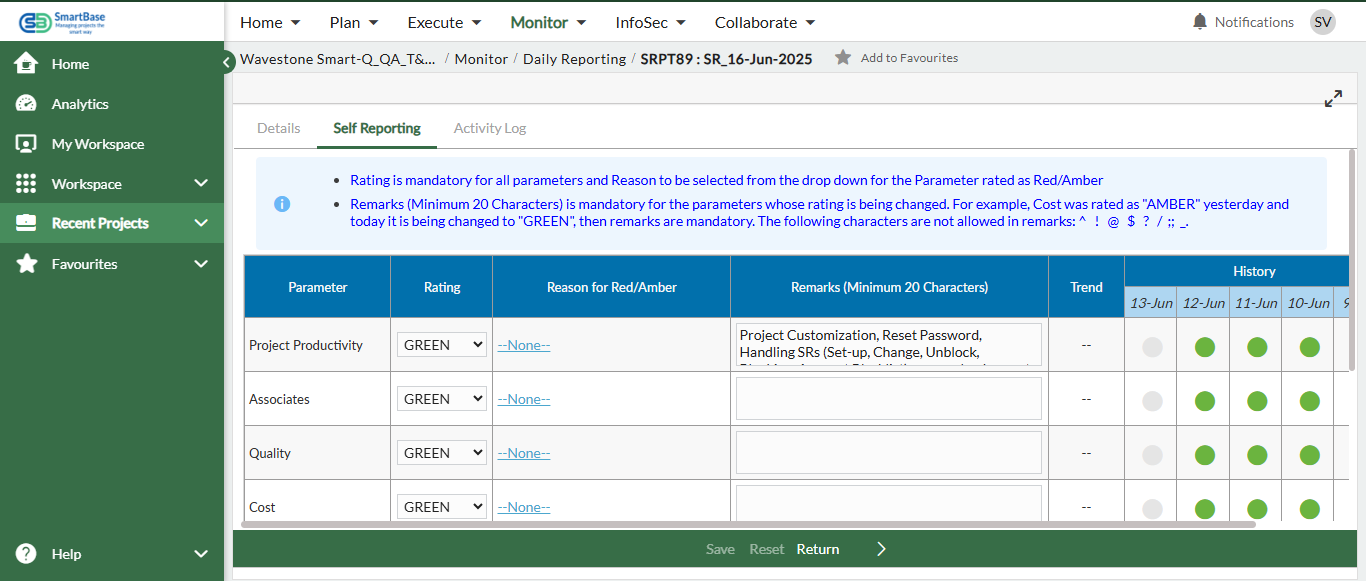 SmartBase
Managing projects the
smart way
Home Plan Execute Monitor InfoSec Collaborate Notifications SV
Home
Analytics
My Workspace
Workspace
Recent Projects
Favourites
Help
Wavestone Smart-Q_QA_T&... / Monitor / Daily Reporting / SRPT89 : SR_16-Jun-2025 Add to Favourites
Details Self Reporting Activity Log
• Rating is mandatory for all parameters and Reason to be selected from the drop down for the Parameter rated as Red/Amber
• Remarks (Minimum 20 Characters) is mandatory for the parameters whose rating is being changed. For example, Cost was rated as "AMBER" yesterday and
today it is being changed to "GREEN", then remarks are mandatory. The following characters are not allowed in remarks: ^ ! @ $ ? / ;; _.
Parameter Rating Reason for Red/Amber Remarks (Minimum 20 Characters) Trend History
13-Jun 12-Jun 11-Jun 10-Jun 9
Project Productivity GREEN --None-- Project Customization, Reset Password,
Handling SRs (Set-up, Change, Unblock,
--
Associates GREEN --None-- --
Quality GREEN --None-- --
Cost GREEN --None-- --
Save Reset Return